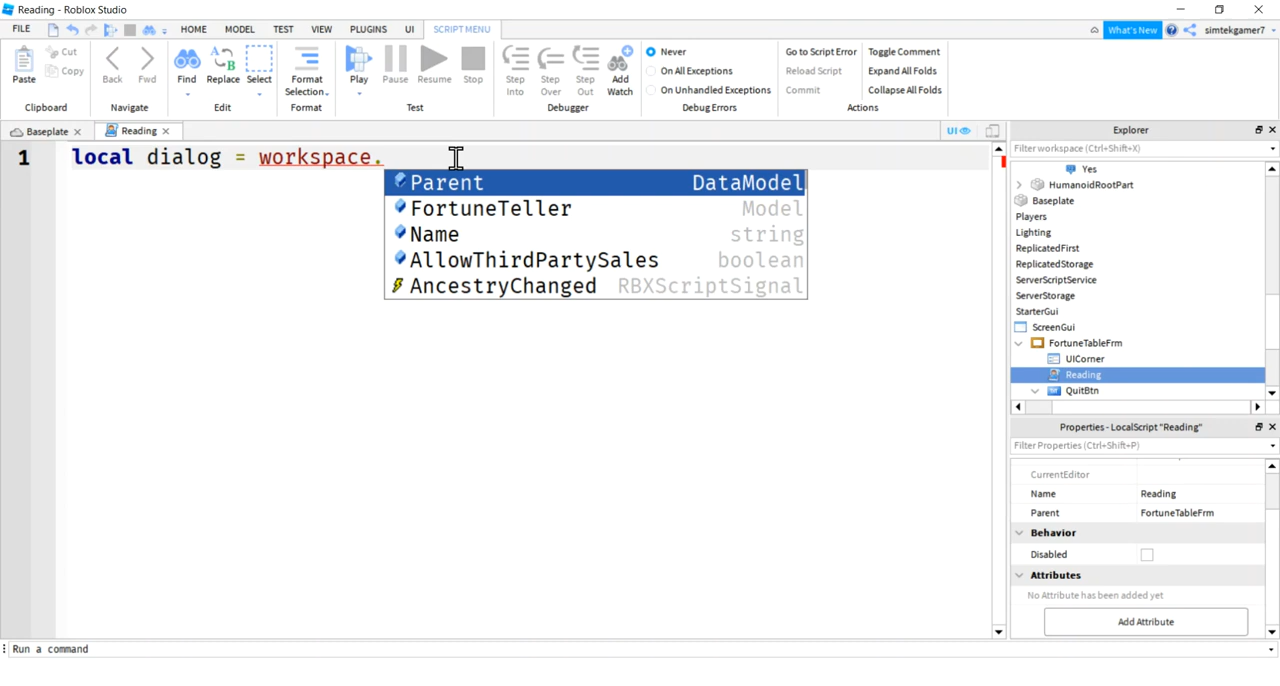 Reading - Roblox Studio
FILE HOME MODEL TEST VIEW PLUGINS UI SCRIPT MENU What's New simtekgamer7
Paste Cut Copy Back Fwd Find Replace Select Format Selection Play Pause Resume Stop Step Into Step Over Step Out Add Watch Never On All Exceptions On Unhandled Exceptions Go to Script Error Reload Script Commit Toggle Comment Expand All Folds Collapse All Folds
Clipboard Navigate Edit Format Test Debugger Debug Errors Actions
Baseplate Reading UI
1 local dialog = workspace.
Parent DataModel
FortuneTeller Model
Name string
AllowThirdPartySales boolean
AncestryChanged RBXScriptSignal
Explorer
Filter workspace (Ctrl+Shift+X)
Yes
HumanoidRootPart
Baseplate
Players
Lighting
ReplicatedFirst
ReplicatedStorage
ServerScriptService
ServerStorage
StarterGui
ScreenGui
FortuneTableFrm
UICorner
Reading
QuitBtn
Properties - LocalScript "Reading"
Filter Properties (Ctrl+Shift+P)
CurrentEditor
Name Reading
Parent FortuneTableFrm
Behavior
Disabled
Attributes
No Attribute has been added yet
Add Attribute
Run a command